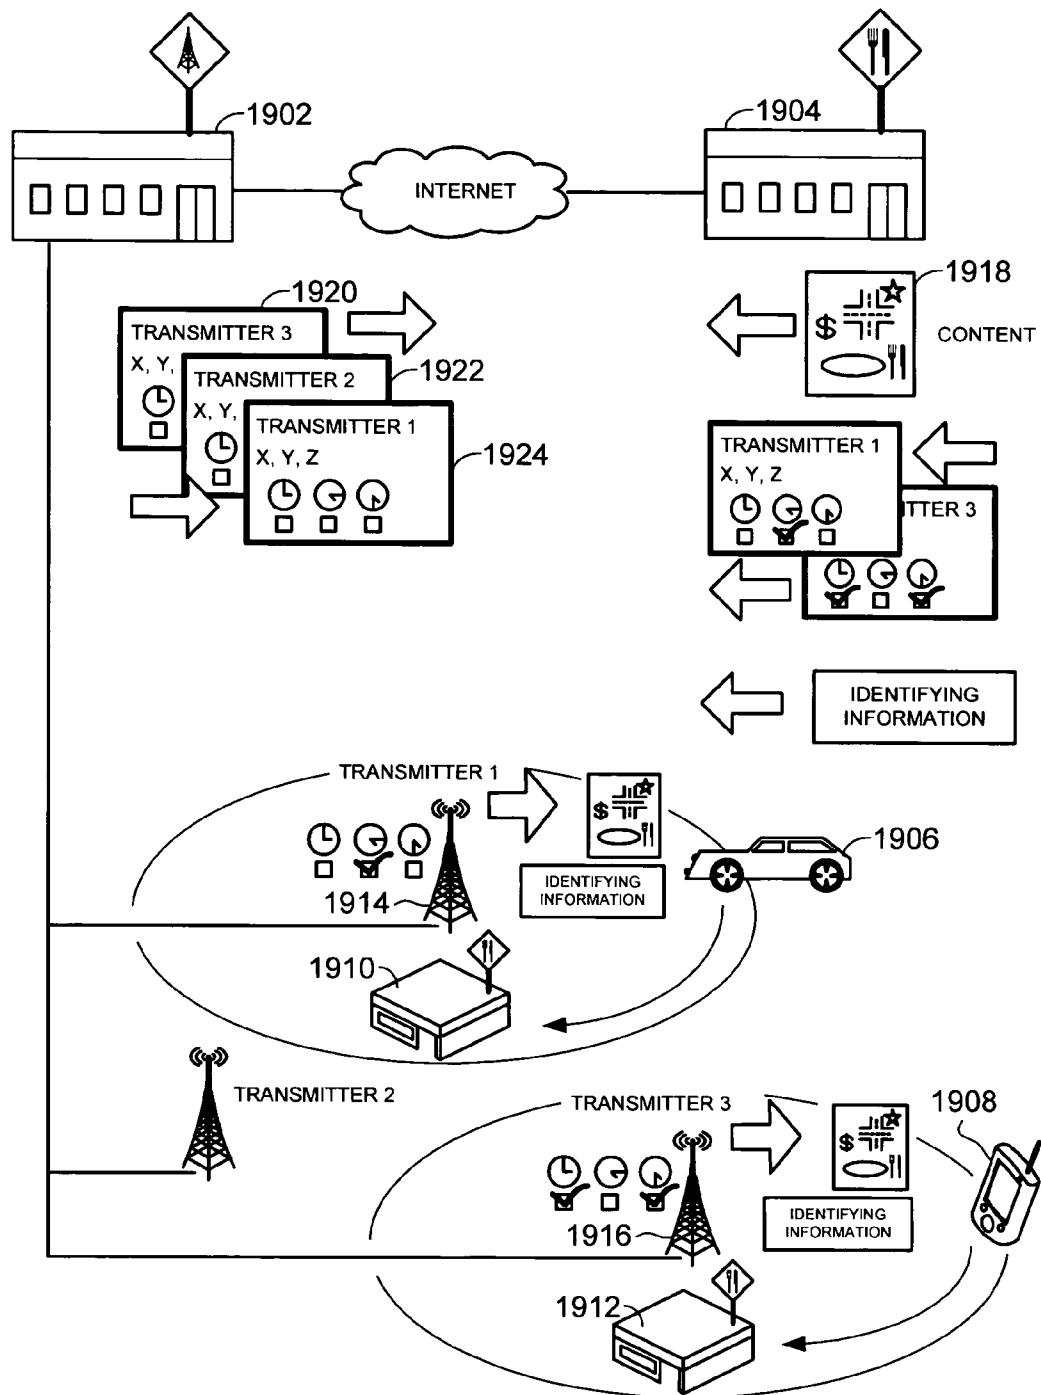 1902
1904
INTERNET
1918
CONTENT
1920
TRANSMITTER 3
X, Y,
1922
TRANSMITTER 2
X, Y,
TRANSMITTER 1
1924
X, Y, Z
TRANSMITTER 1
X, Y, Z
TTER 3
IDENTIFYING
INFORMATION
TRANSMITTER 1
$
$
1906
IDENTIFYING
INFORMATION
1914
1910
TRANSMITTER 2
TRANSMITTER 3
1908
$
IDENTIFYING
INFORMATION
1916
1912